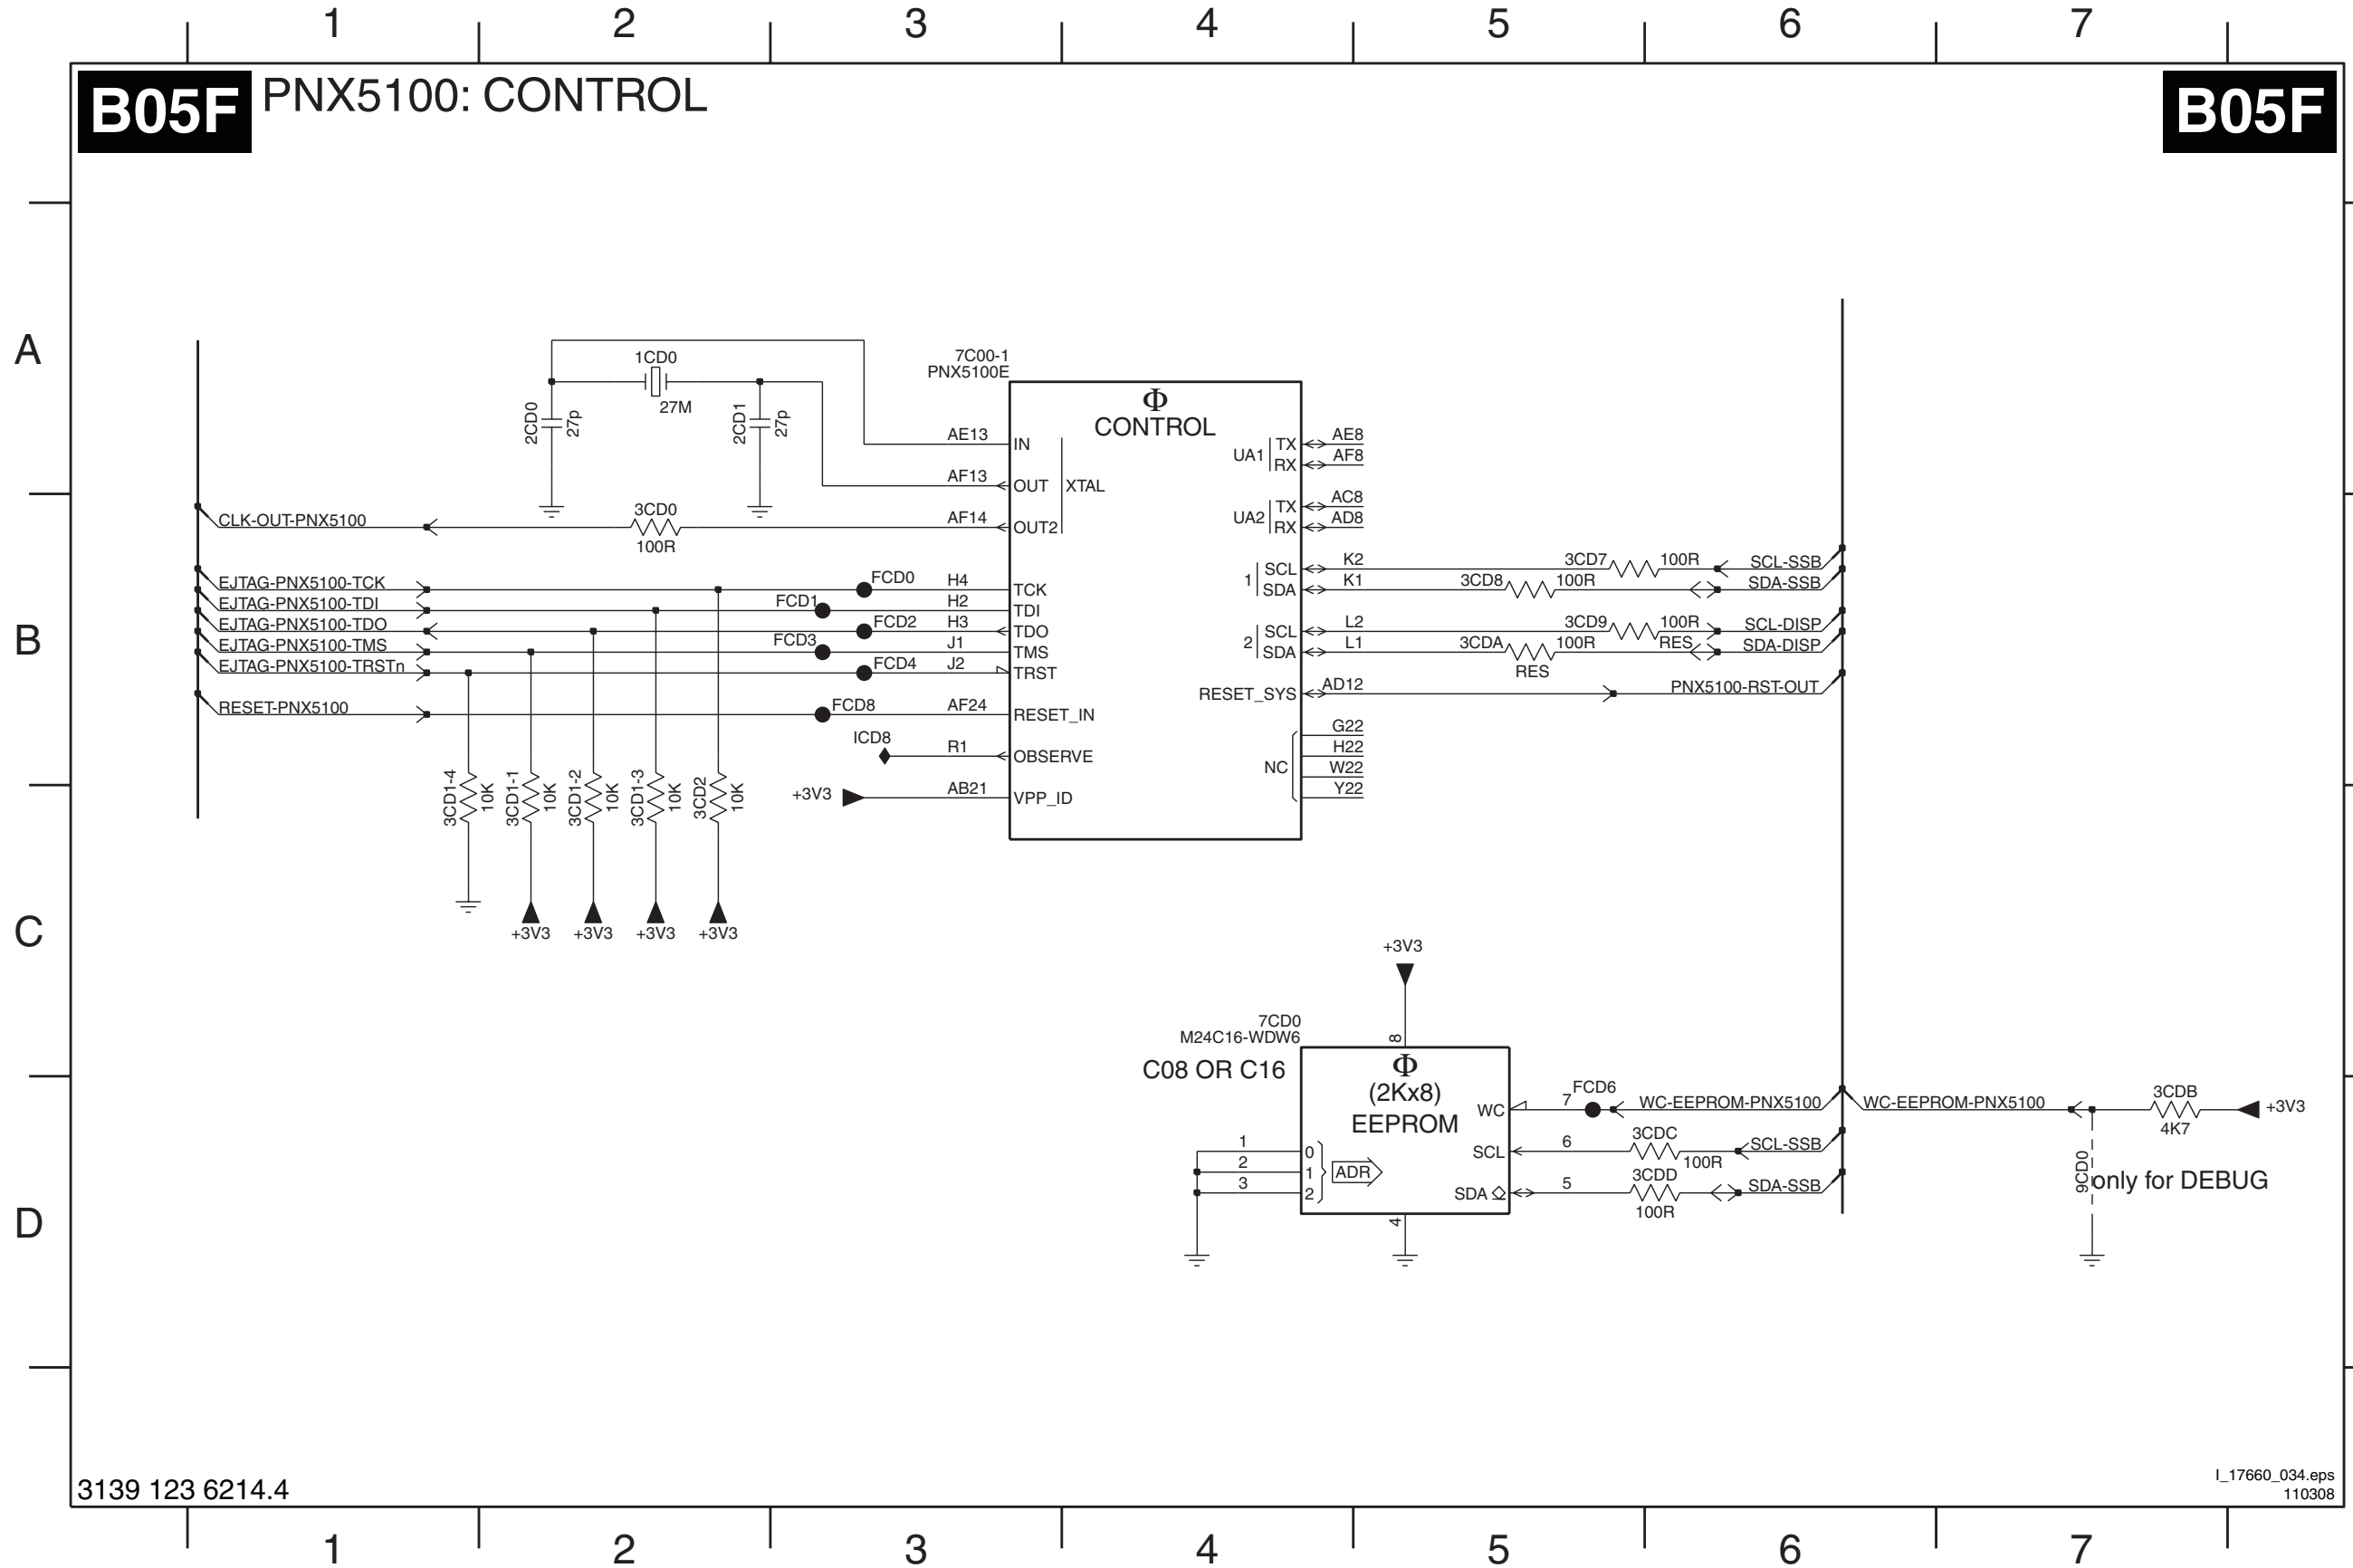 1 2 3 4 5 6 7
B05F PNX5100: CONTROL B05F
A
B
C
D
1CD0
27M
2CD0
27p
2CD1
27p
7C00-1
PNX5100E
Φ
CONTROL
AE13 IN
AF13 OUT XTAL
AF14 OUT2
CLK-OUT-PNX5100
3CD0
100R
EJTAG-PNX5100-TCK FCD0 H4 TCK
EJTAG-PNX5100-TDI FCD1 H2 TDI
EJTAG-PNX5100-TDO FCD2 H3 TDO
EJTAG-PNX5100-TMS FCD3 J1 TMS
EJTAG-PNX5100-TRSTn FCD4 J2 TRST
RESET-PNX5100 FCD8 AF24 RESET_IN
ICD8 R1 OBSERVE
+3V3 AB21 VPP_ID
3CD1-4 10K
3CD1-1 10K
3CD1-2 10K
3CD1-3 10K
3CD2 10K
+3V3 +3V3 +3V3 +3V3
UA1 TX AE8
RX AF8
UA2 TX AC8
RX AD8
1 SCL K2 3CD7 100R SCL-SSB
SDA K1 3CD8 100R SDA-SSB
2 SCL L2 3CD9 100R SCL-DISP
RES
SDA L1 3CDA 100R SDA-DISP
RES
RESET_SYS AD12 PNX5100-RST-OUT
NC G22
H22
W22
Y22
+3V3
7CD0
M24C16-WDW6
C08 OR C16
8
Φ
(2Kx8)
EEPROM
WC 7 FCD6 WC-EEPROM-PNX5100
WC-EEPROM-PNX5100 3CDB
4K7
+3V3
SCL 6 3CDC
100R
SCL-SSB
SDA 5 3CDD
100R
SDA-SSB
1 0
2 1 ADR
3 2
4
9CD0
only for DEBUG
3139 123 6214.4
I_17660_034.eps
110308
1 2 3 4 5 6 7